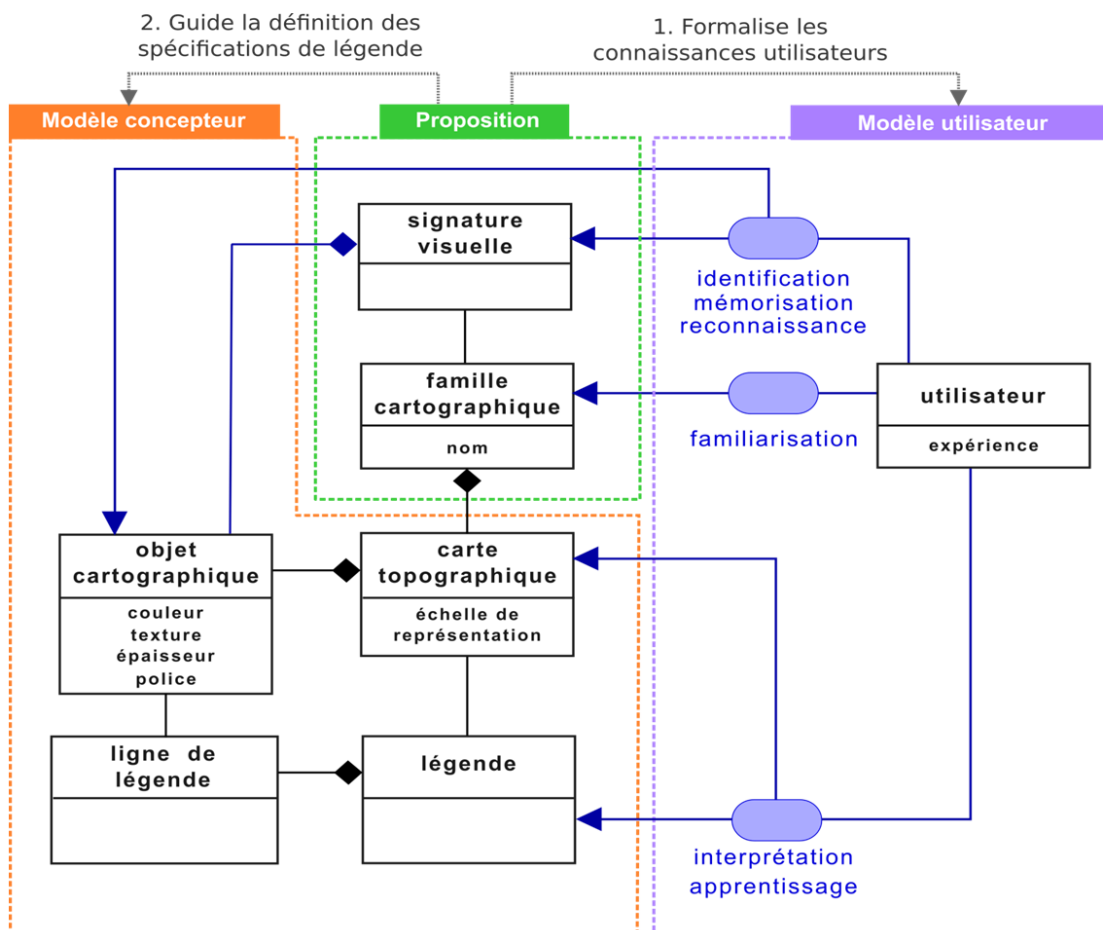 2. Guide la définition des
spécifications de légende
1. Formalise les
connaissances utilisateurs
Modèle concepteur
Proposition
Modèle utilisateur
signature
visuelle
identification
mémorisation
reconnaissance
famille
cartographique
nom
familiarisation
utilisateur
expérience
objet
cartographique
couleur
texture
épaisseur
police
carte
topographique
échelle de
représentation
ligne de
légende
légende
interprétation
apprentissage